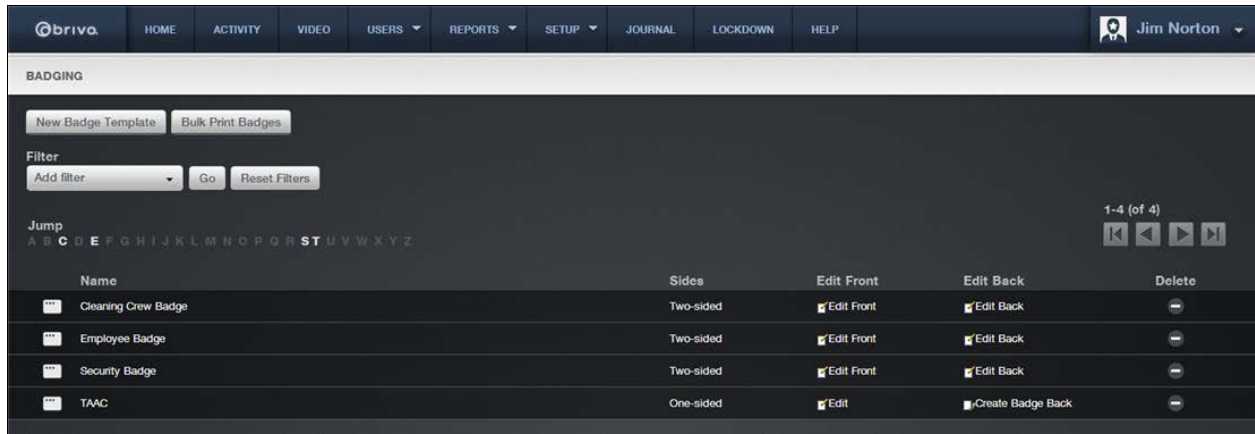 brivo.
HOME ACTIVITY VIDEO USERS REPORTS SETUP JOURNAL LOCKDOWN HELP Jim Norton
BADGING
New Badge Template Bulk Print Badges
Filter
Add filter Go Reset Filters
1-4 (of 4)
Jump
A B C D E F G H I J K L M N O P Q R S T U V W X Y Z
Name Sides Edit Front Edit Back Delete
Cleaning Crew Badge Two-sided Edit Front Edit Back
Employee Badge Two-sided Edit Front Edit Back
Security Badge Two-sided Edit Front Edit Back
TAAC One-sided Edit Create Badge Back